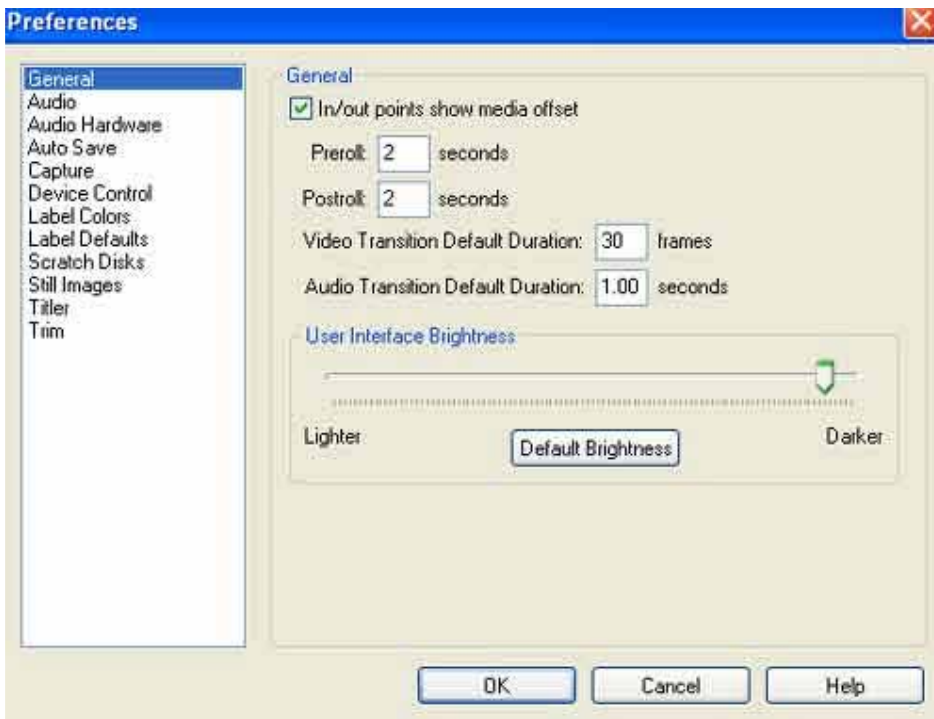 Preferences
General
Audio
Audio Hardware
Auto Save
Capture
Device Control
Label Colors
Label Defaults
Scratch Disks
Still Images
Titler
Trim
General
In/out points show media offset
Preroll: 2 seconds
Postroll: 2 seconds
Video Transition Default Duration: 30 frames
Audio Transition Default Duration: 1.00 seconds
User Interface Brightness
Lighter
Darker
Default Brightness
OK
Cancel
Help